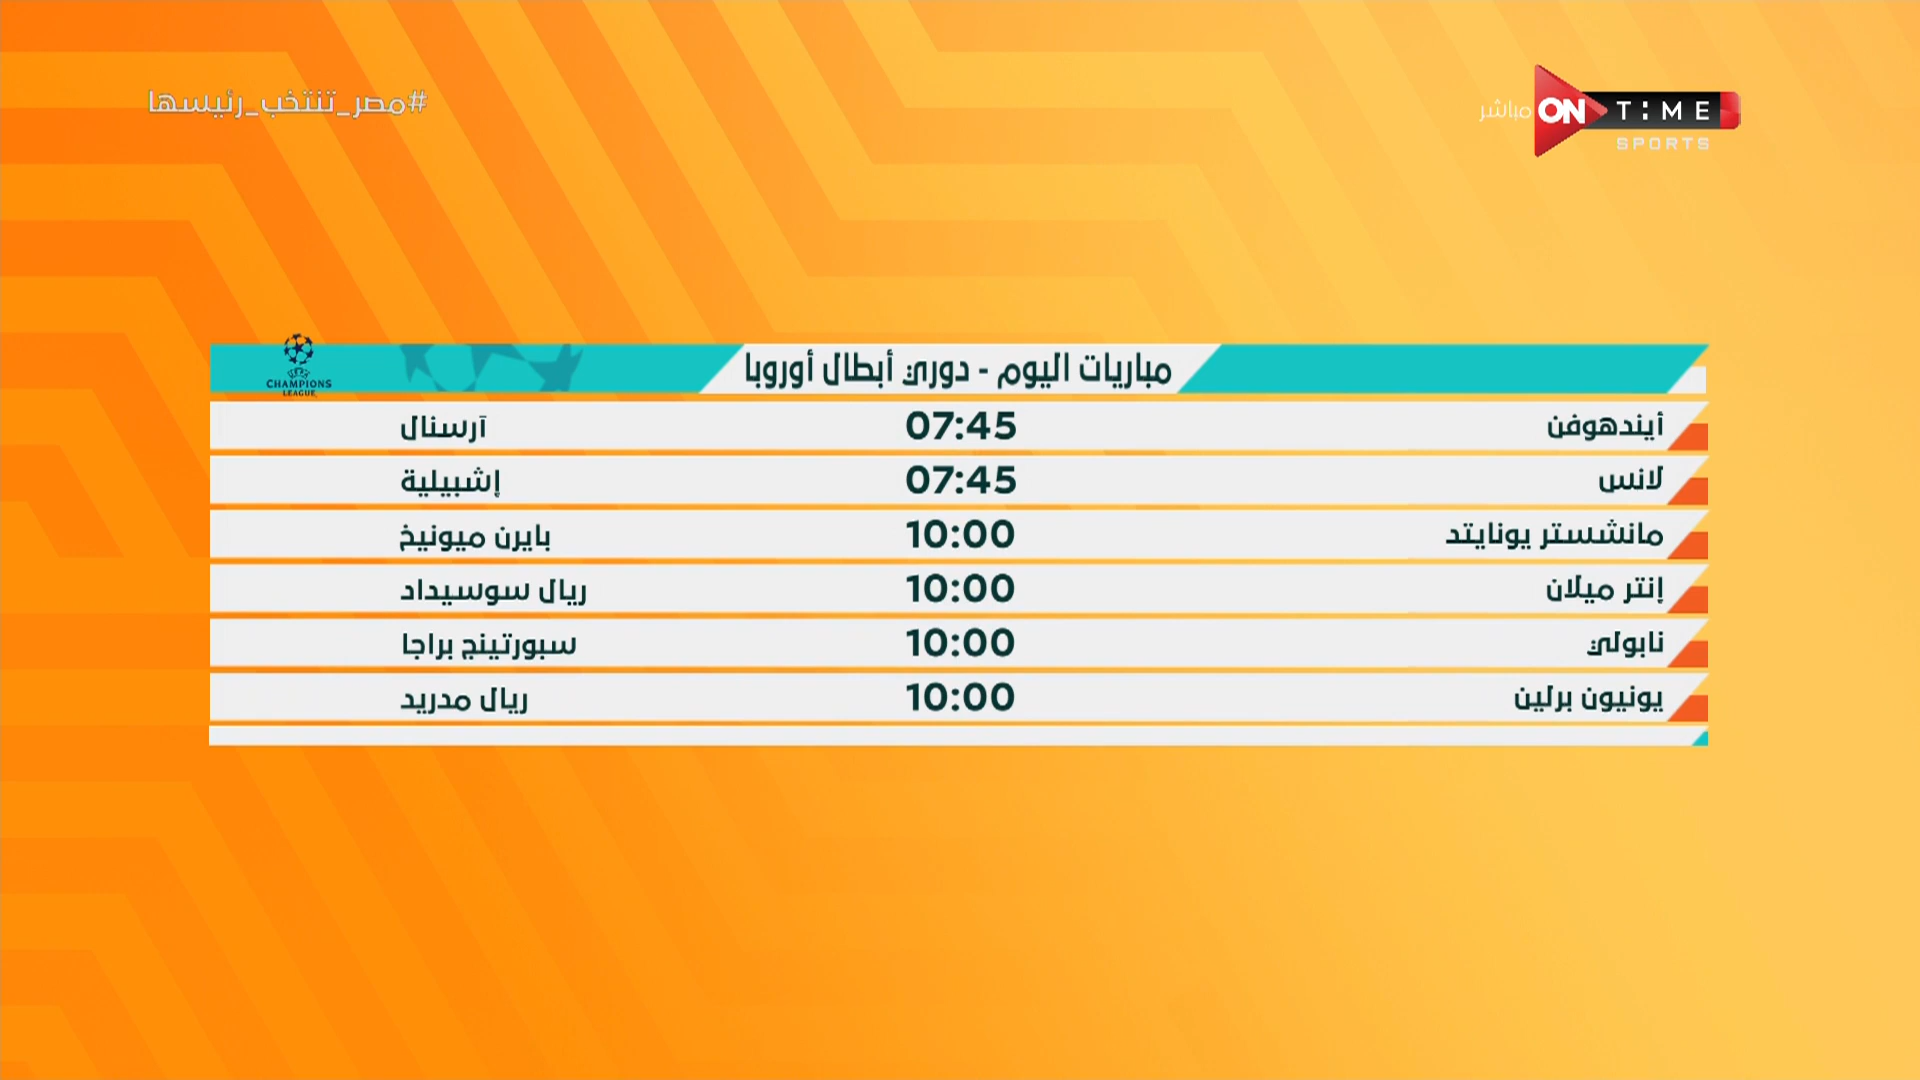 #مصر_تنتخب_رئيسها
مباشر ON TIME
SPORTS
مباريات اليوم - دوري أبطال أوروبا
CHAMPIONS
LEAGUE
أيندهوفن 07:45 آرسنال
لانس 07:45 إشبيلية
مانشستر يونايتد 10:00 بايرن ميونيخ
إنتر ميلان 10:00 ريال سوسيداد
نابولي 10:00 سبورتينج براجا
يونيون برلين 10:00 ريال مدريد